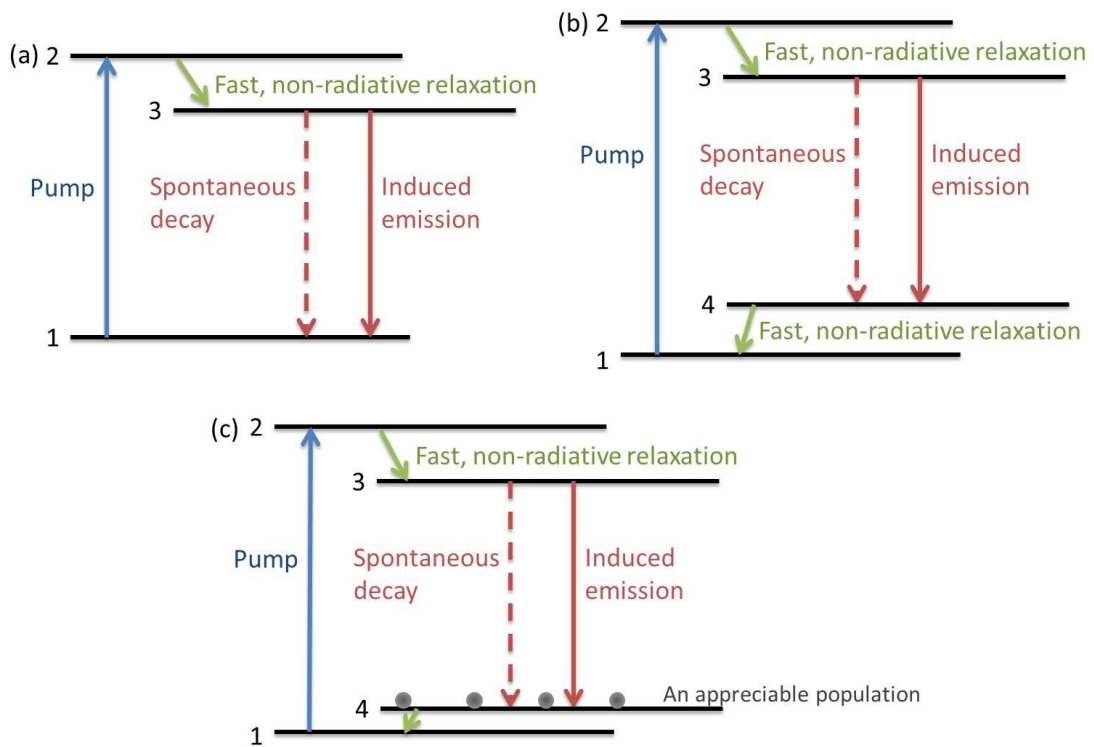 (a) 2
Fast, non-radiative relaxation
3
Pump
Spontaneous
decay
Induced
emission
1
(b) 2
Fast, non-radiative relaxation
3
Pump
Spontaneous
decay
Induced
emission
4
Fast, non-radiative relaxation
1
(c) 2
Fast, non-radiative relaxation
3
Pump
Spontaneous
decay
Induced
emission
An appreciable population
4
1